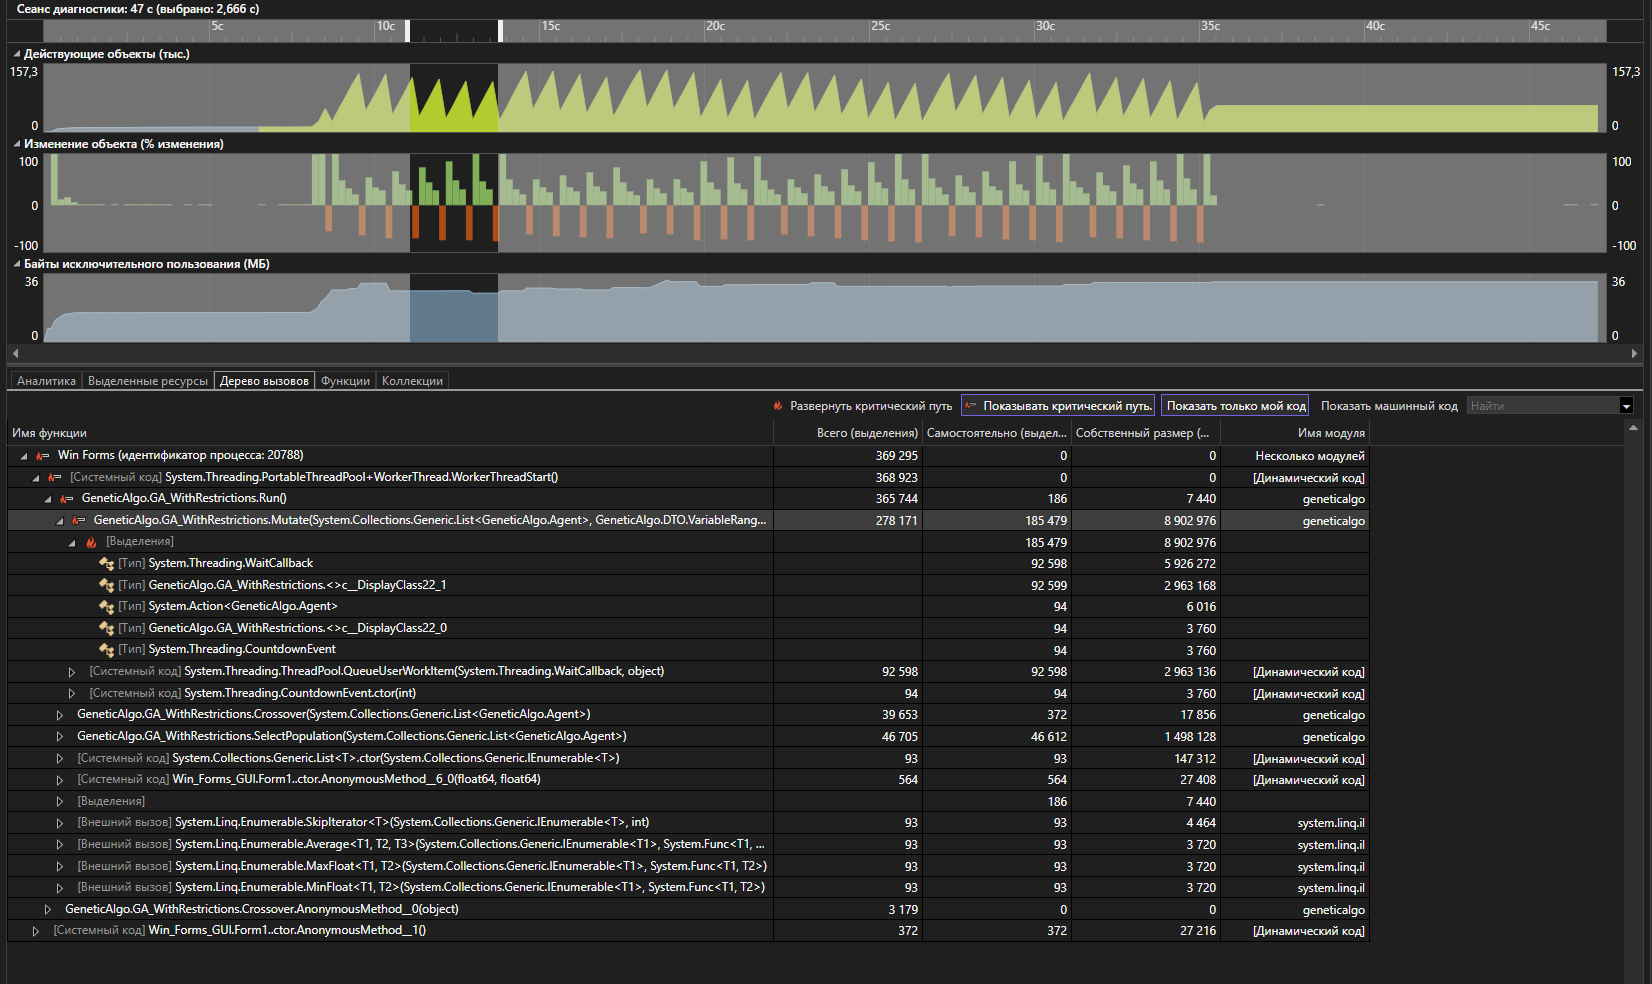 Сеанс диагностики: 47 с (выбрано: 2,666 с)
5с 10с 15с 20с 25с 30с 35с 40с 45с
Действующие объекты (тыс.)
157,3 157,3
0 0
Изменение объекта (% изменения)
100 100
0 0
-100 -100
Байты исключительного пользования (МБ)
36 36
0 0
Аналитика Выделенные ресурсы Дерево вызовов Функции Коллекции
Развернуть критический путь Показывать критический путь. Показать только мой код Показать машинный код Найти
Имя функции Всего (выделения) Самостоятельно (выдел... Собственный размер (... Имя модуля
Win Forms (идентификатор процесса: 20788) 369 295 0 0 Несколько модулей
[Системный код] System.Threading.PortableThreadPool+WorkerThread.WorkerThreadStart() 368 923 0 0 [Динамический код]
GeneticAlgo.GA_WithRestrictions.Run() 365 744 186 7 440 geneticalgo
GeneticAlgo.GA_WithRestrictions.Mutate(System.Collections.Generic.List<GeneticAlgo.Agent>, GeneticAlgo.DTO.VariableRang... 278 171 185 479 8 902 976 geneticalgo
[Выделения] 185 479 8 902 976
[Тип] System.Threading.WaitCallback 92 598 5 926 272
[Тип] GeneticAlgo.GA_WithRestrictions.<>c__DisplayClass22_1 92 599 2 963 168
[Тип] System.Action<GeneticAlgo.Agent> 94 6 016
[Тип] GeneticAlgo.GA_WithRestrictions.<>c__DisplayClass22_0 94 3 760
[Тип] System.Threading.CountdownEvent 94 3 760
[Системный код] System.Threading.ThreadPool.QueueUserWorkItem(System.Threading.WaitCallback, object) 92 598 92 598 2 963 136 [Динамический код]
[Системный код] System.Threading.CountdownEvent.ctor(int) 94 94 3 760 [Динамический код]
GeneticAlgo.GA_WithRestrictions.Crossover(System.Collections.Generic.List<GeneticAlgo.Agent>) 39 653 372 17 856 geneticalgo
GeneticAlgo.GA_WithRestrictions.SelectPopulation(System.Collections.Generic.List<GeneticAlgo.Agent>) 46 705 46 612 1 498 128 geneticalgo
[Системный код] System.Collections.Generic.List<T>.ctor(System.Collections.Generic.IEnumerable<T>) 93 93 147 312 [Динамический код]
[Системный код] Win_Forms_GUI.Form1..ctor.AnonymousMethod__6_0(float64, float64) 564 564 27 408 [Динамический код]
[Выделения] 186 7 440
[Внешний вызов] System.Linq.Enumerable.SkipIterator<T>(System.Collections.Generic.IEnumerable<T>, int) 93 93 4 464 system.linq.il
[Внешний вызов] System.Linq.Enumerable.Average<T1, T2, T3>(System.Collections.Generic.IEnumerable<T1>, System.Func<T1, ... 93 93 3 720 system.linq.il
[Внешний вызов] System.Linq.Enumerable.MaxFloat<T1, T2>(System.Collections.Generic.IEnumerable<T1>, System.Func<T1, T2>) 93 93 3 720 system.linq.il
[Внешний вызов] System.Linq.Enumerable.MinFloat<T1, T2>(System.Collections.Generic.IEnumerable<T1>, System.Func<T1, T2>) 93 93 3 720 system.linq.il
GeneticAlgo.GA_WithRestrictions.Crossover.AnonymousMethod__0(object) 3 179 0 0 geneticalgo
[Системный код] Win_Forms_GUI.Form1..ctor.AnonymousMethod__1() 372 372 27 216 [Динамический код]